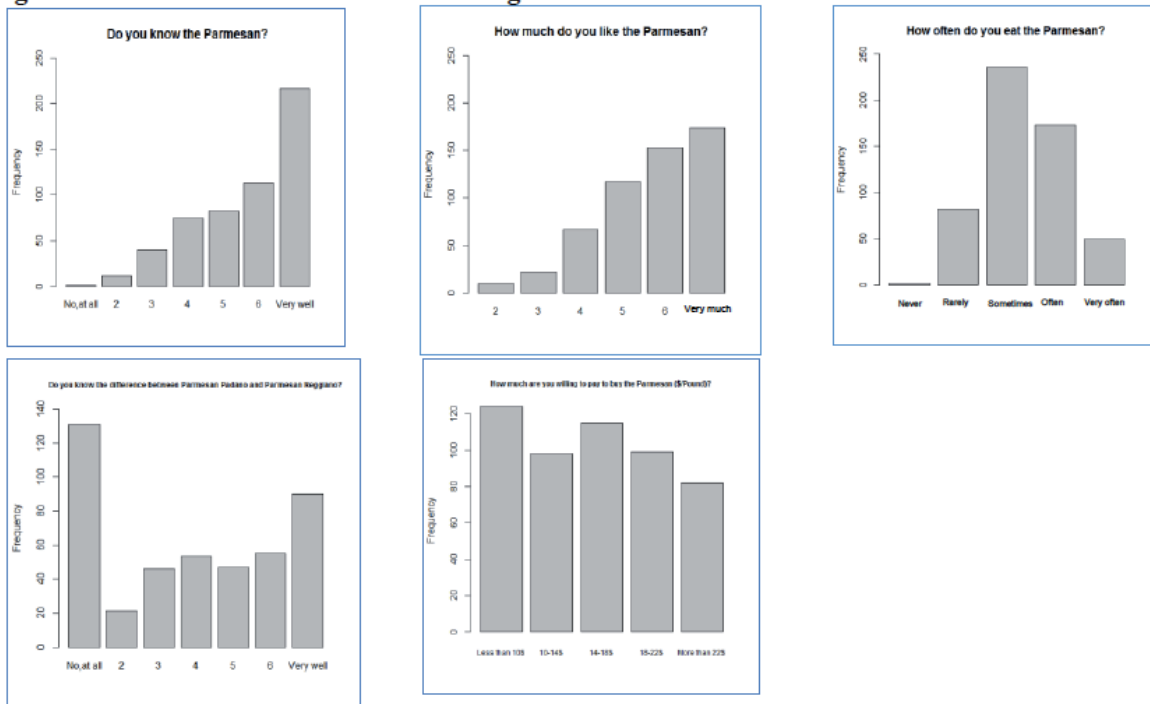 Do you know the Parmesan?
Frequency
0
50
100
150
200
250
No,at all 2 3 4 5 6 Very well
How much do you like the Parmesan?
Frequency
0
50
100
150
200
250
2 3 4 5 6 Very much
How often do you eat the Parmesan?
Frequency
0
50
100
150
200
250
Never Rarely Sometimes Often Very often
Do you know the difference between Parmesan Padano and Parmesan Reggiano?
Frequency
0
20
40
60
80
100
120
140
No,at all 2 3 4 5 6 Very well
How much are you willing to pay to buy the Parmesan ($/Pound)?
Frequency
0
20
40
60
80
100
120
Less than 10$ 10-14$ 14-18$ 18-22$ More than 22$